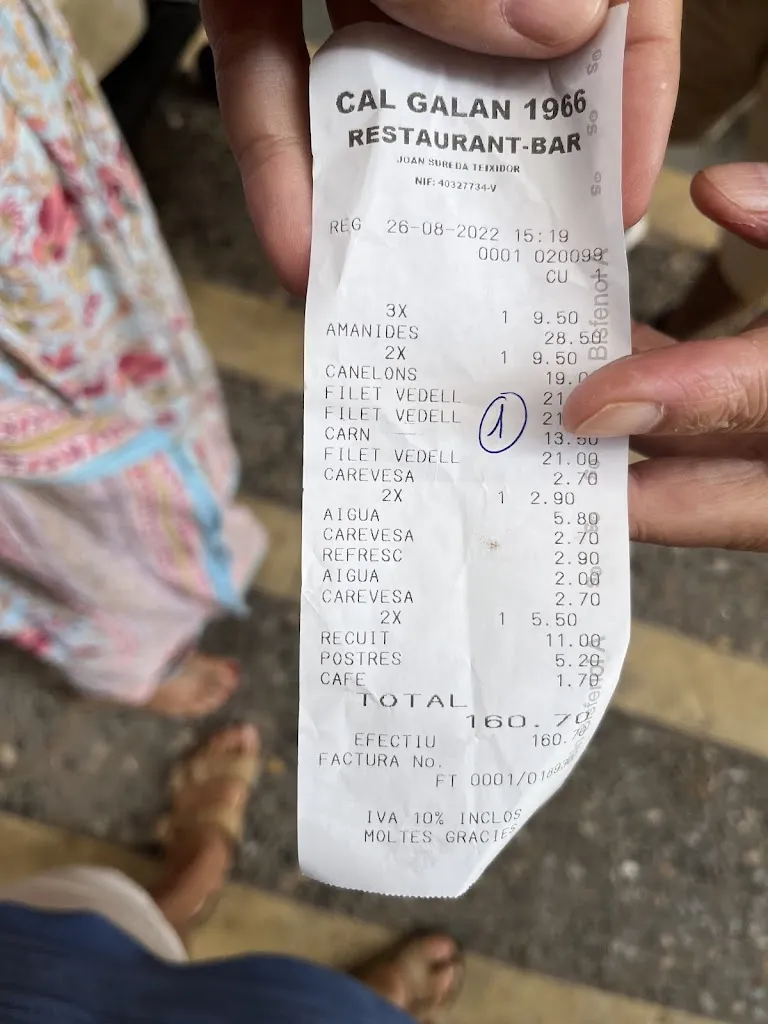 CAL GALAN 1966
RESTAURANT-BAR
JOAN SUREDA TEIXIDOR
NIF: 40327734-V
REG 26-08-2022 15:19
0001 020099
CU 1
3X 1 9.50
AMANIDES 28.50
2X 1 9.50
CANELONS 19.0
FILET VEDELL 21
FILET VEDELL 21
CARN 13.50
FILET VEDELL 21.00
CAREVESA 2.70
2X 1 2.90
AIGUA 5.80
CAREVESA 2.70
REFRESC 2.90
AIGUA 2.00
CAREVESA 2.70
2X 1 5.50
RECUIT 11.00
POSTRES 5.20
CAFE 1.70
TOTAL
160.70
EFECTIU 160.7
FACTURA No.
FT 0001/0189
IVA 10% INCLOS
MOLTES GRACIES
1
Bisfenol A
Bisfenol A